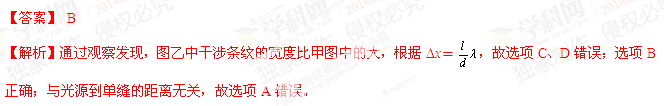 【答案】 B
【解析】通过观察发现，图乙中干涉条纹的宽度比甲图中的大，根据 Δx= l/d λ，故选项 C、D 错误；选项 B
正确；与光源到单缝的距离无关，故选项 A 错误。